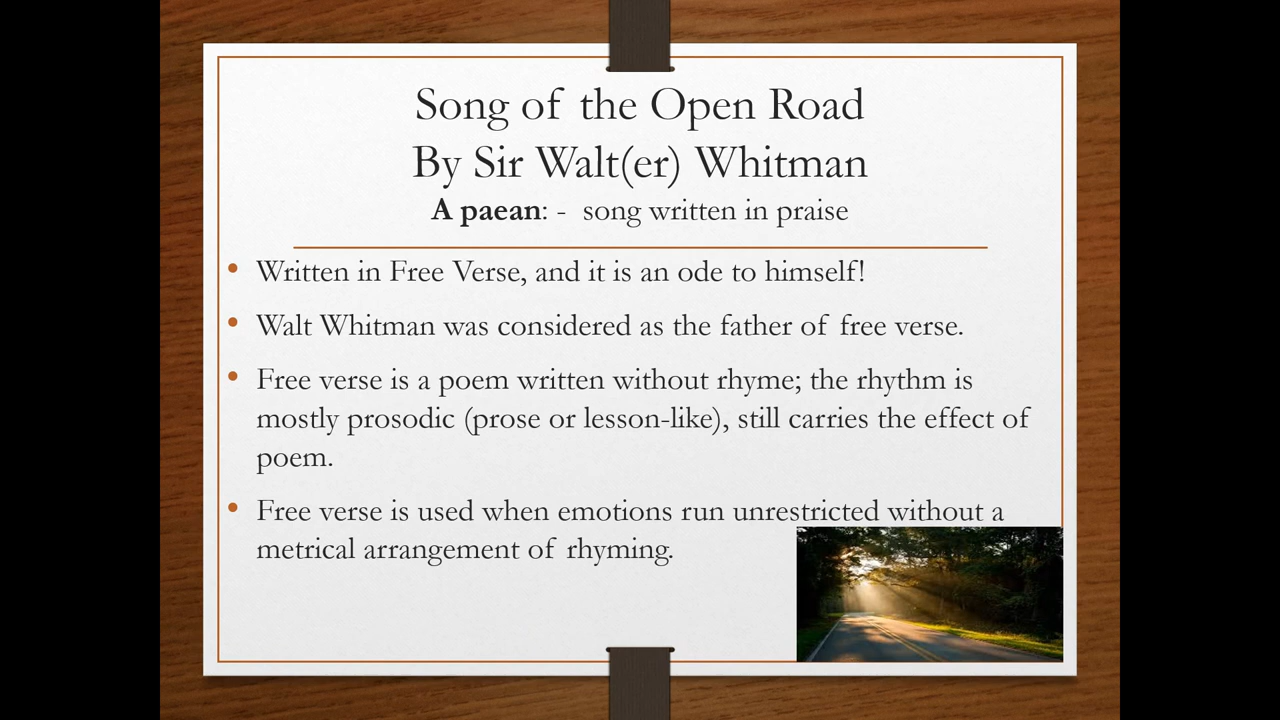 Song of the Open Road
By Sir Walt(er) Whitman
A paean: - song written in praise
• Written in Free Verse, and it is an ode to himself!
• Walt Whitman was considered as the father of free verse.
• Free verse is a poem written without rhyme; the rhythm is
mostly prosodic (prose or lesson-like), still carries the effect of
poem.
• Free verse is used when emotions run unrestricted without a
metrical arrangement of rhyming.